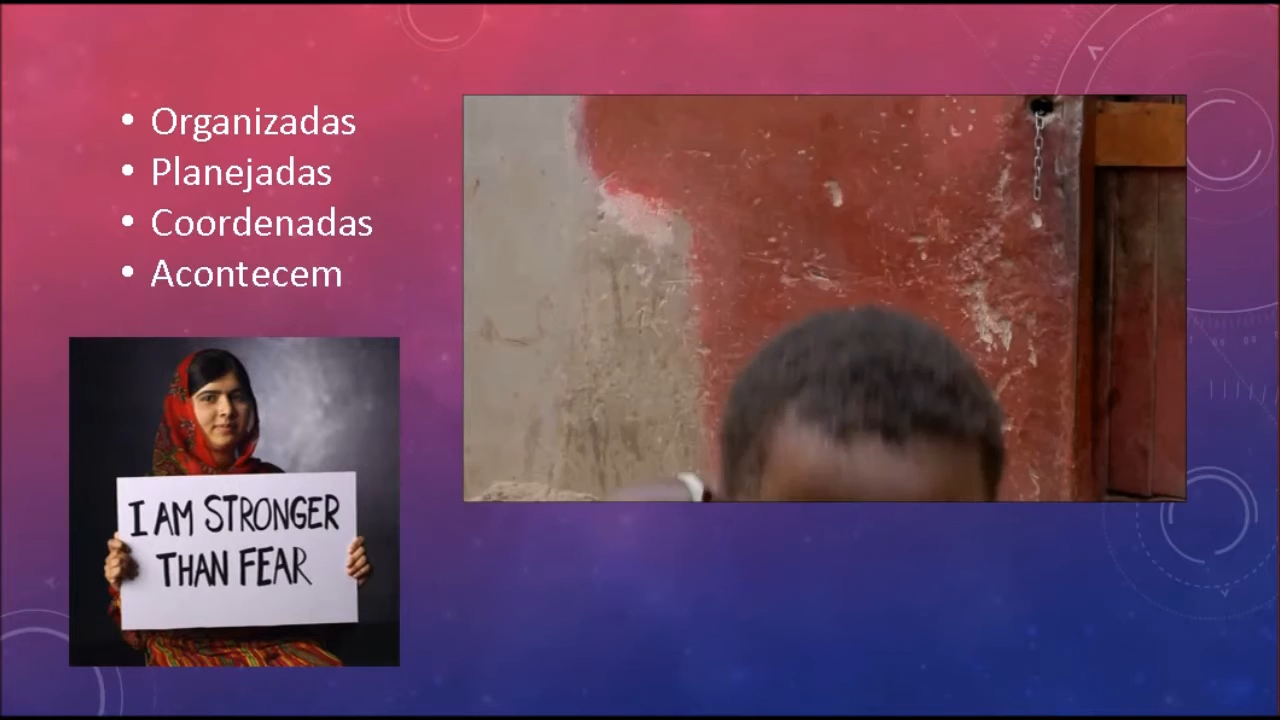 • Organizadas
• Planejadas
• Coordenadas
• Acontecem
I AM STRONGER
THAN FEAR